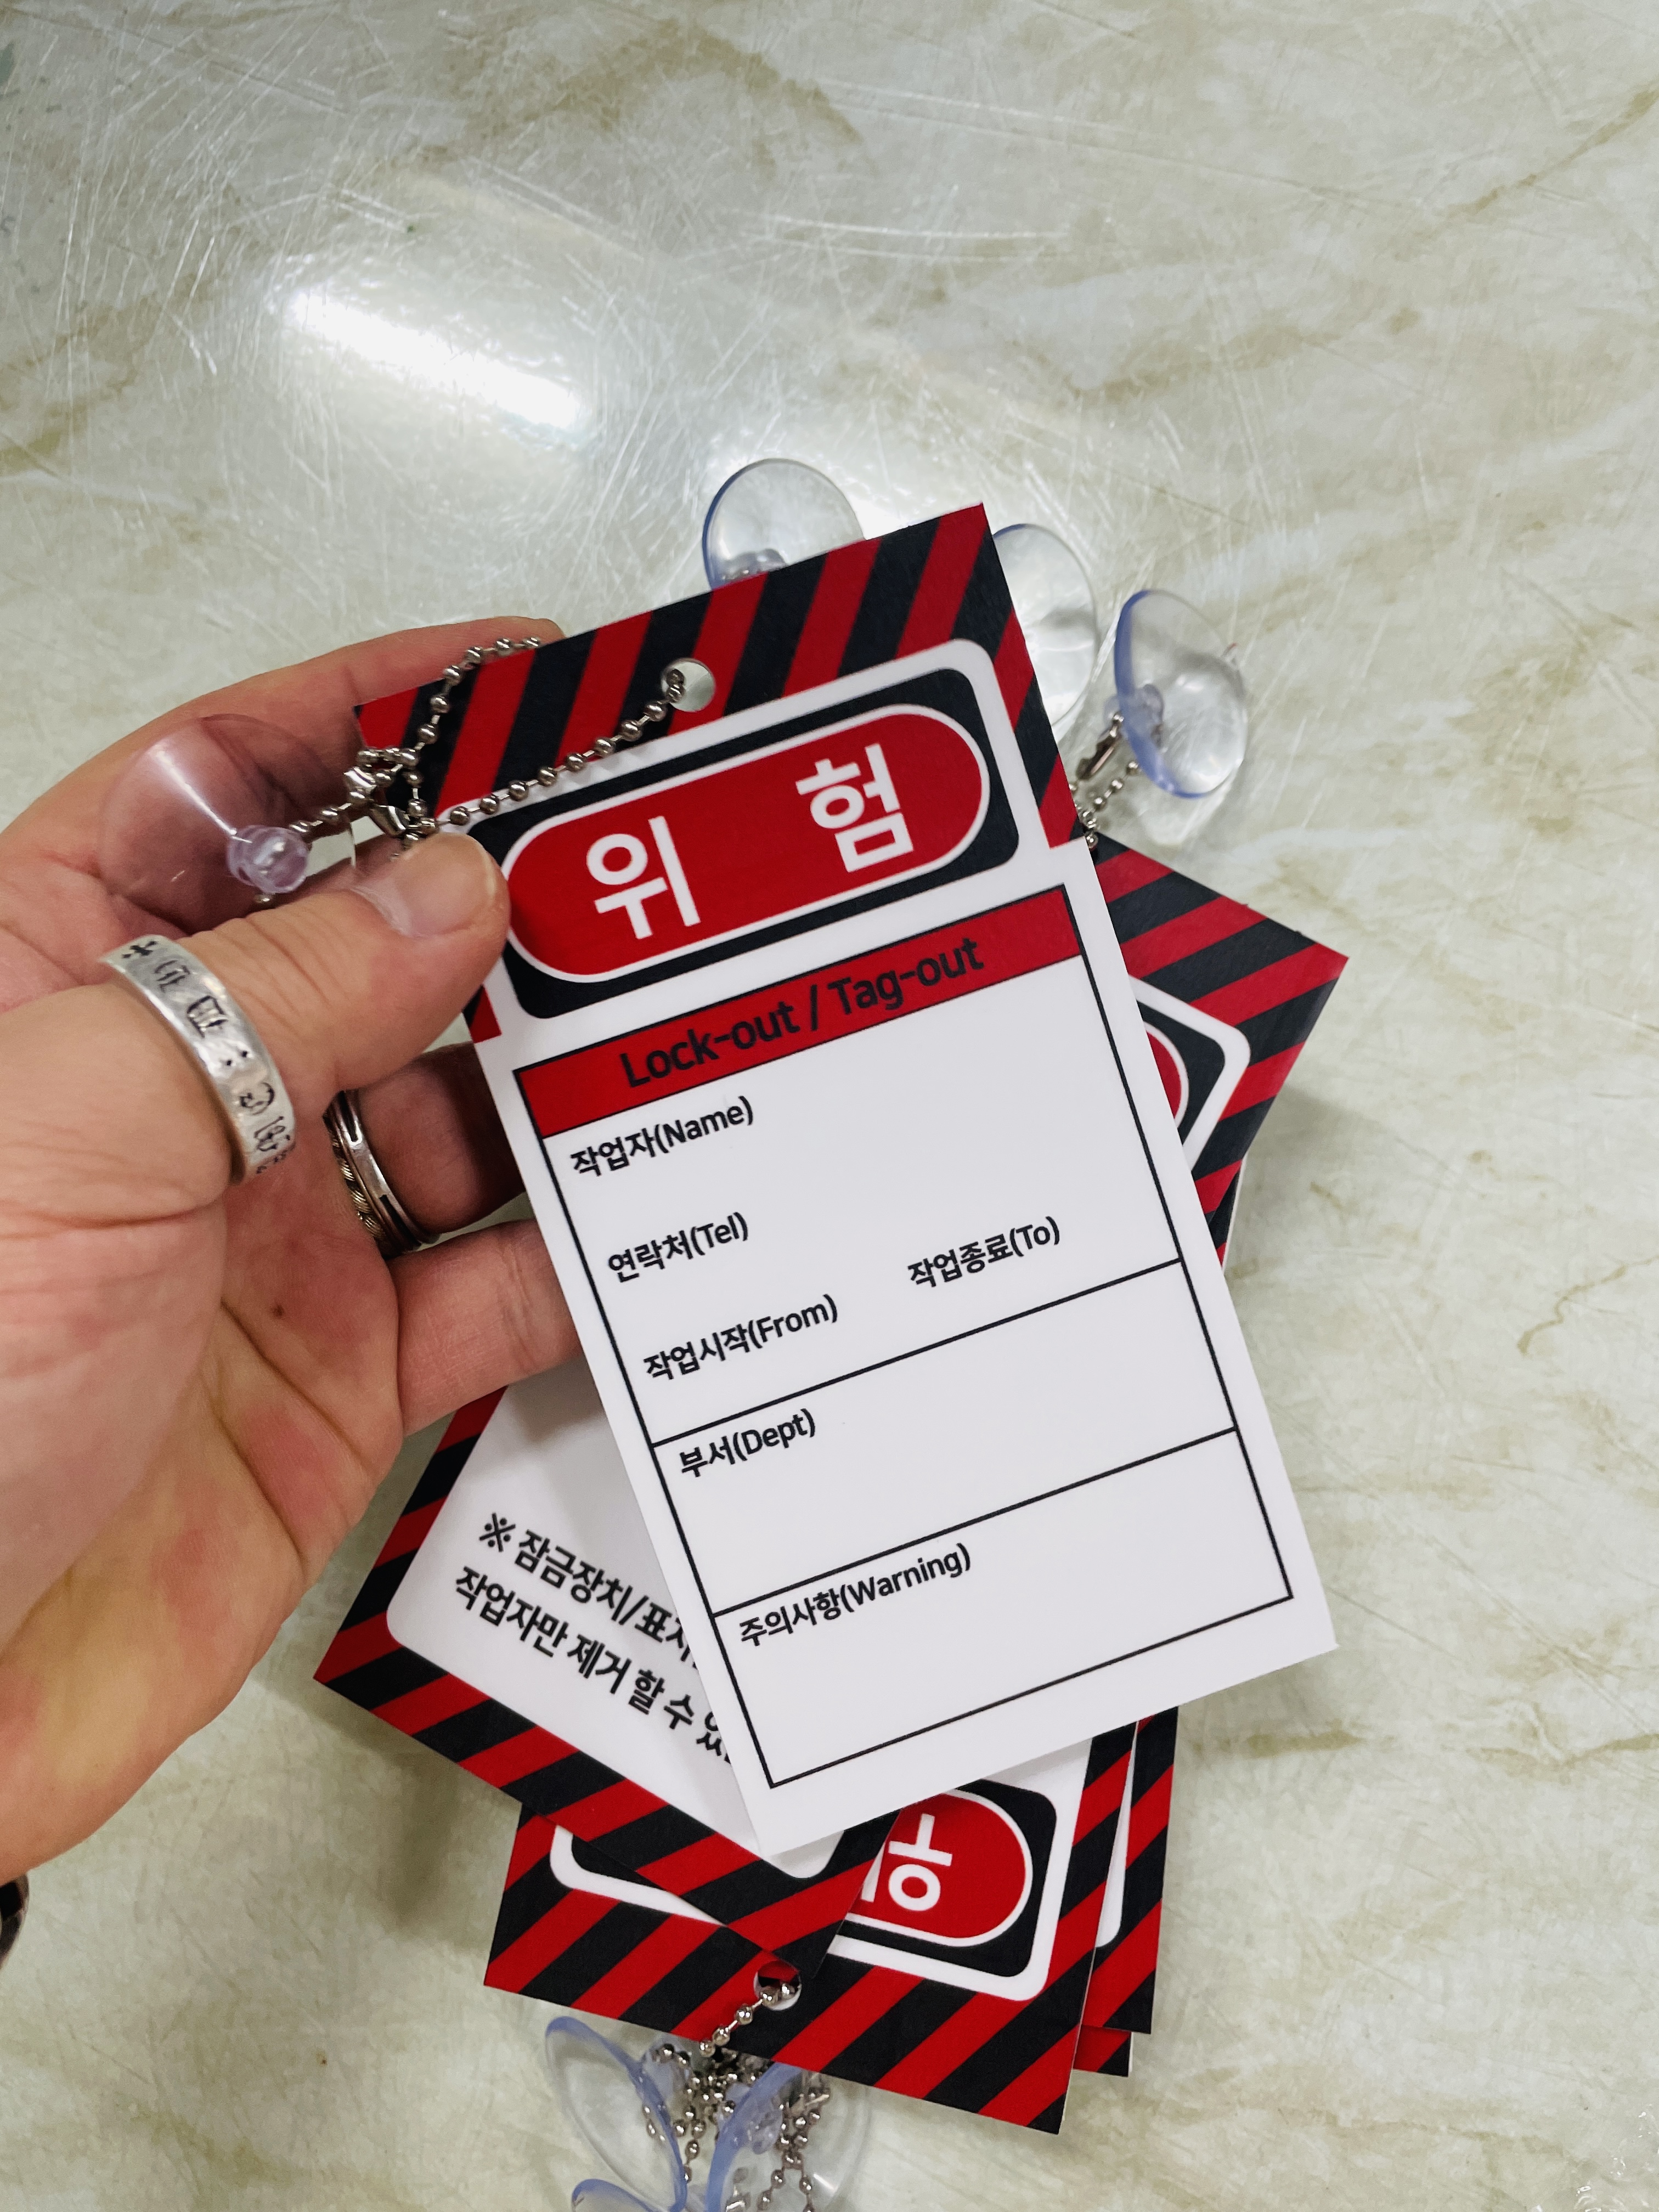 위 험
Lock-out / Tag-out
작업자(Name)
연락처(Tel)
작업시작(From) 작업종료(To)
부서(Dept)
주의사항(Warning)
※ 잠금장치/
작업자만 제거 할 수